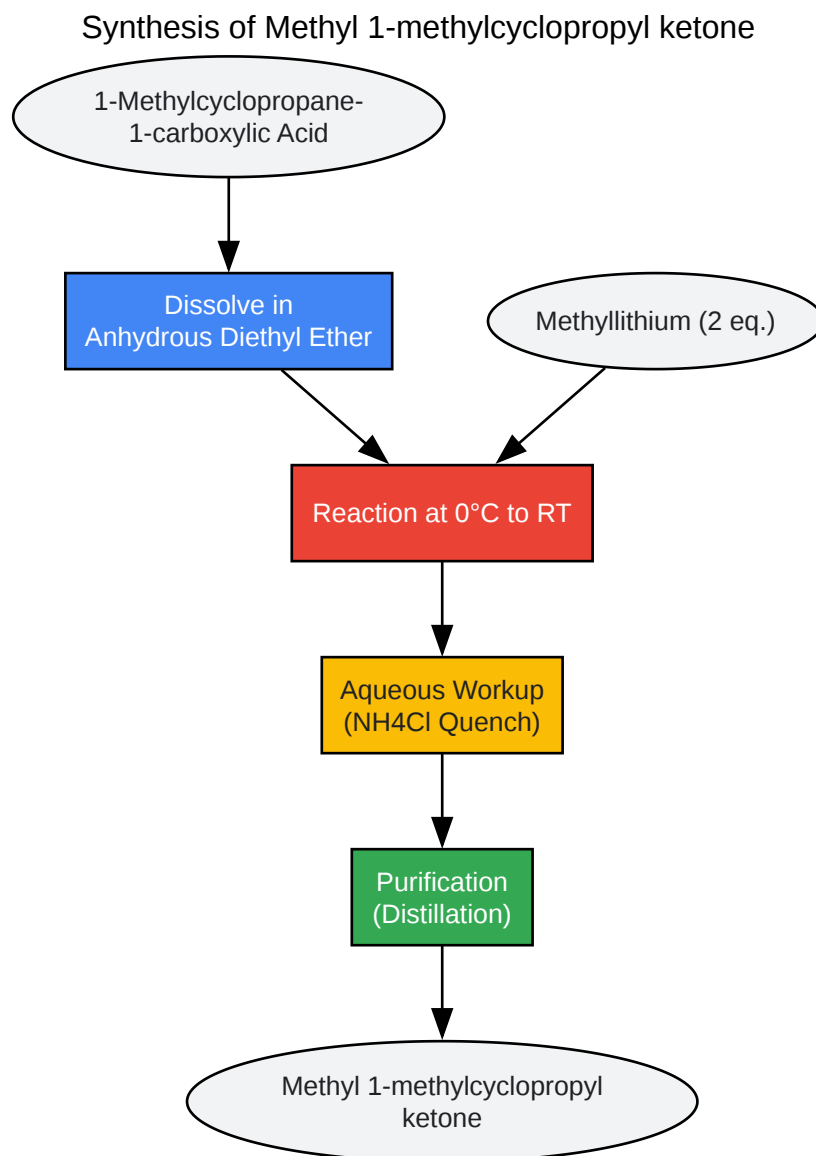 Synthesis of Methyl 1-methylcyclopropyl ketone
1-Methylcyclopropane-
1-carboxylic Acid
Dissolve in
Anhydrous Diethyl Ether
Methyllithium (2 eq.)
Reaction at 0°C to RT
Aqueous Workup
(NH4Cl Quench)
Purification
(Distillation)
Methyl 1-methylcyclopropyl
ketone